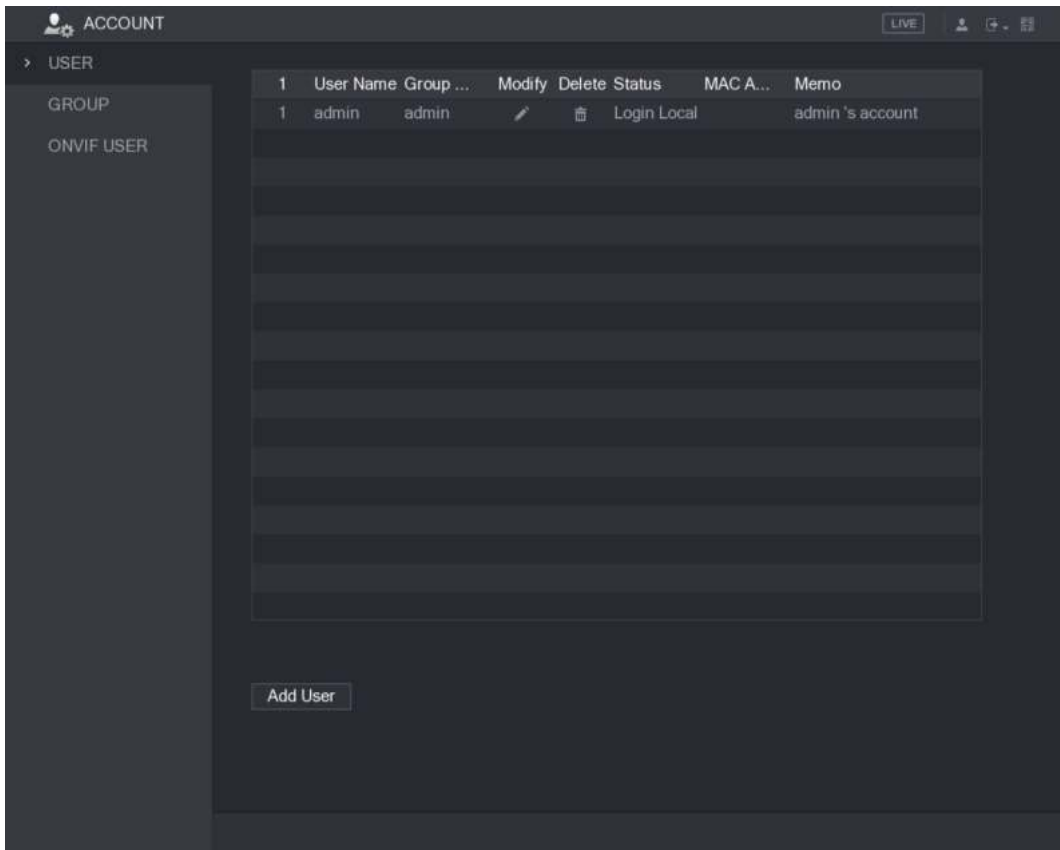 ACCOUNT LIVE
USER
GROUP
ONVIF USER
1 User Name Group ... Modify Delete Status MAC A... Memo
1 admin admin Login Local admin 's account
Add User